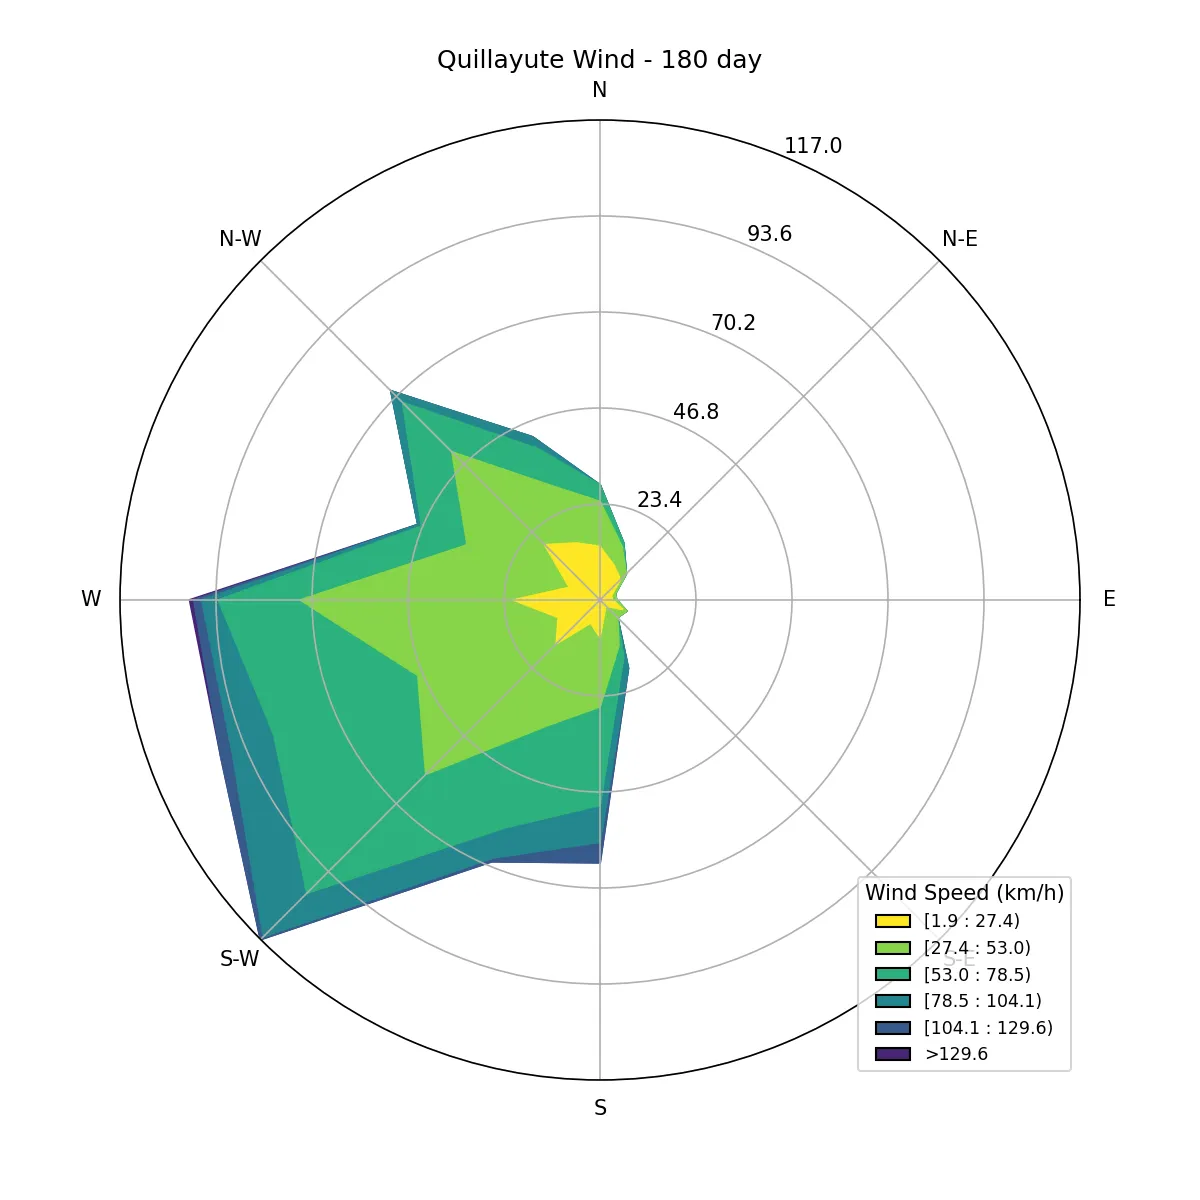 Quillayute Wind - 180 day
N
117.0
N-W
93.6
N-E
70.2
46.8
23.4
W
E
S-W
S-E
Wind Speed (km/h)
[1.9 : 27.4)
[27.4 : 53.0)
[53.0 : 78.5)
[78.5 : 104.1)
[104.1 : 129.6)
>129.6
S